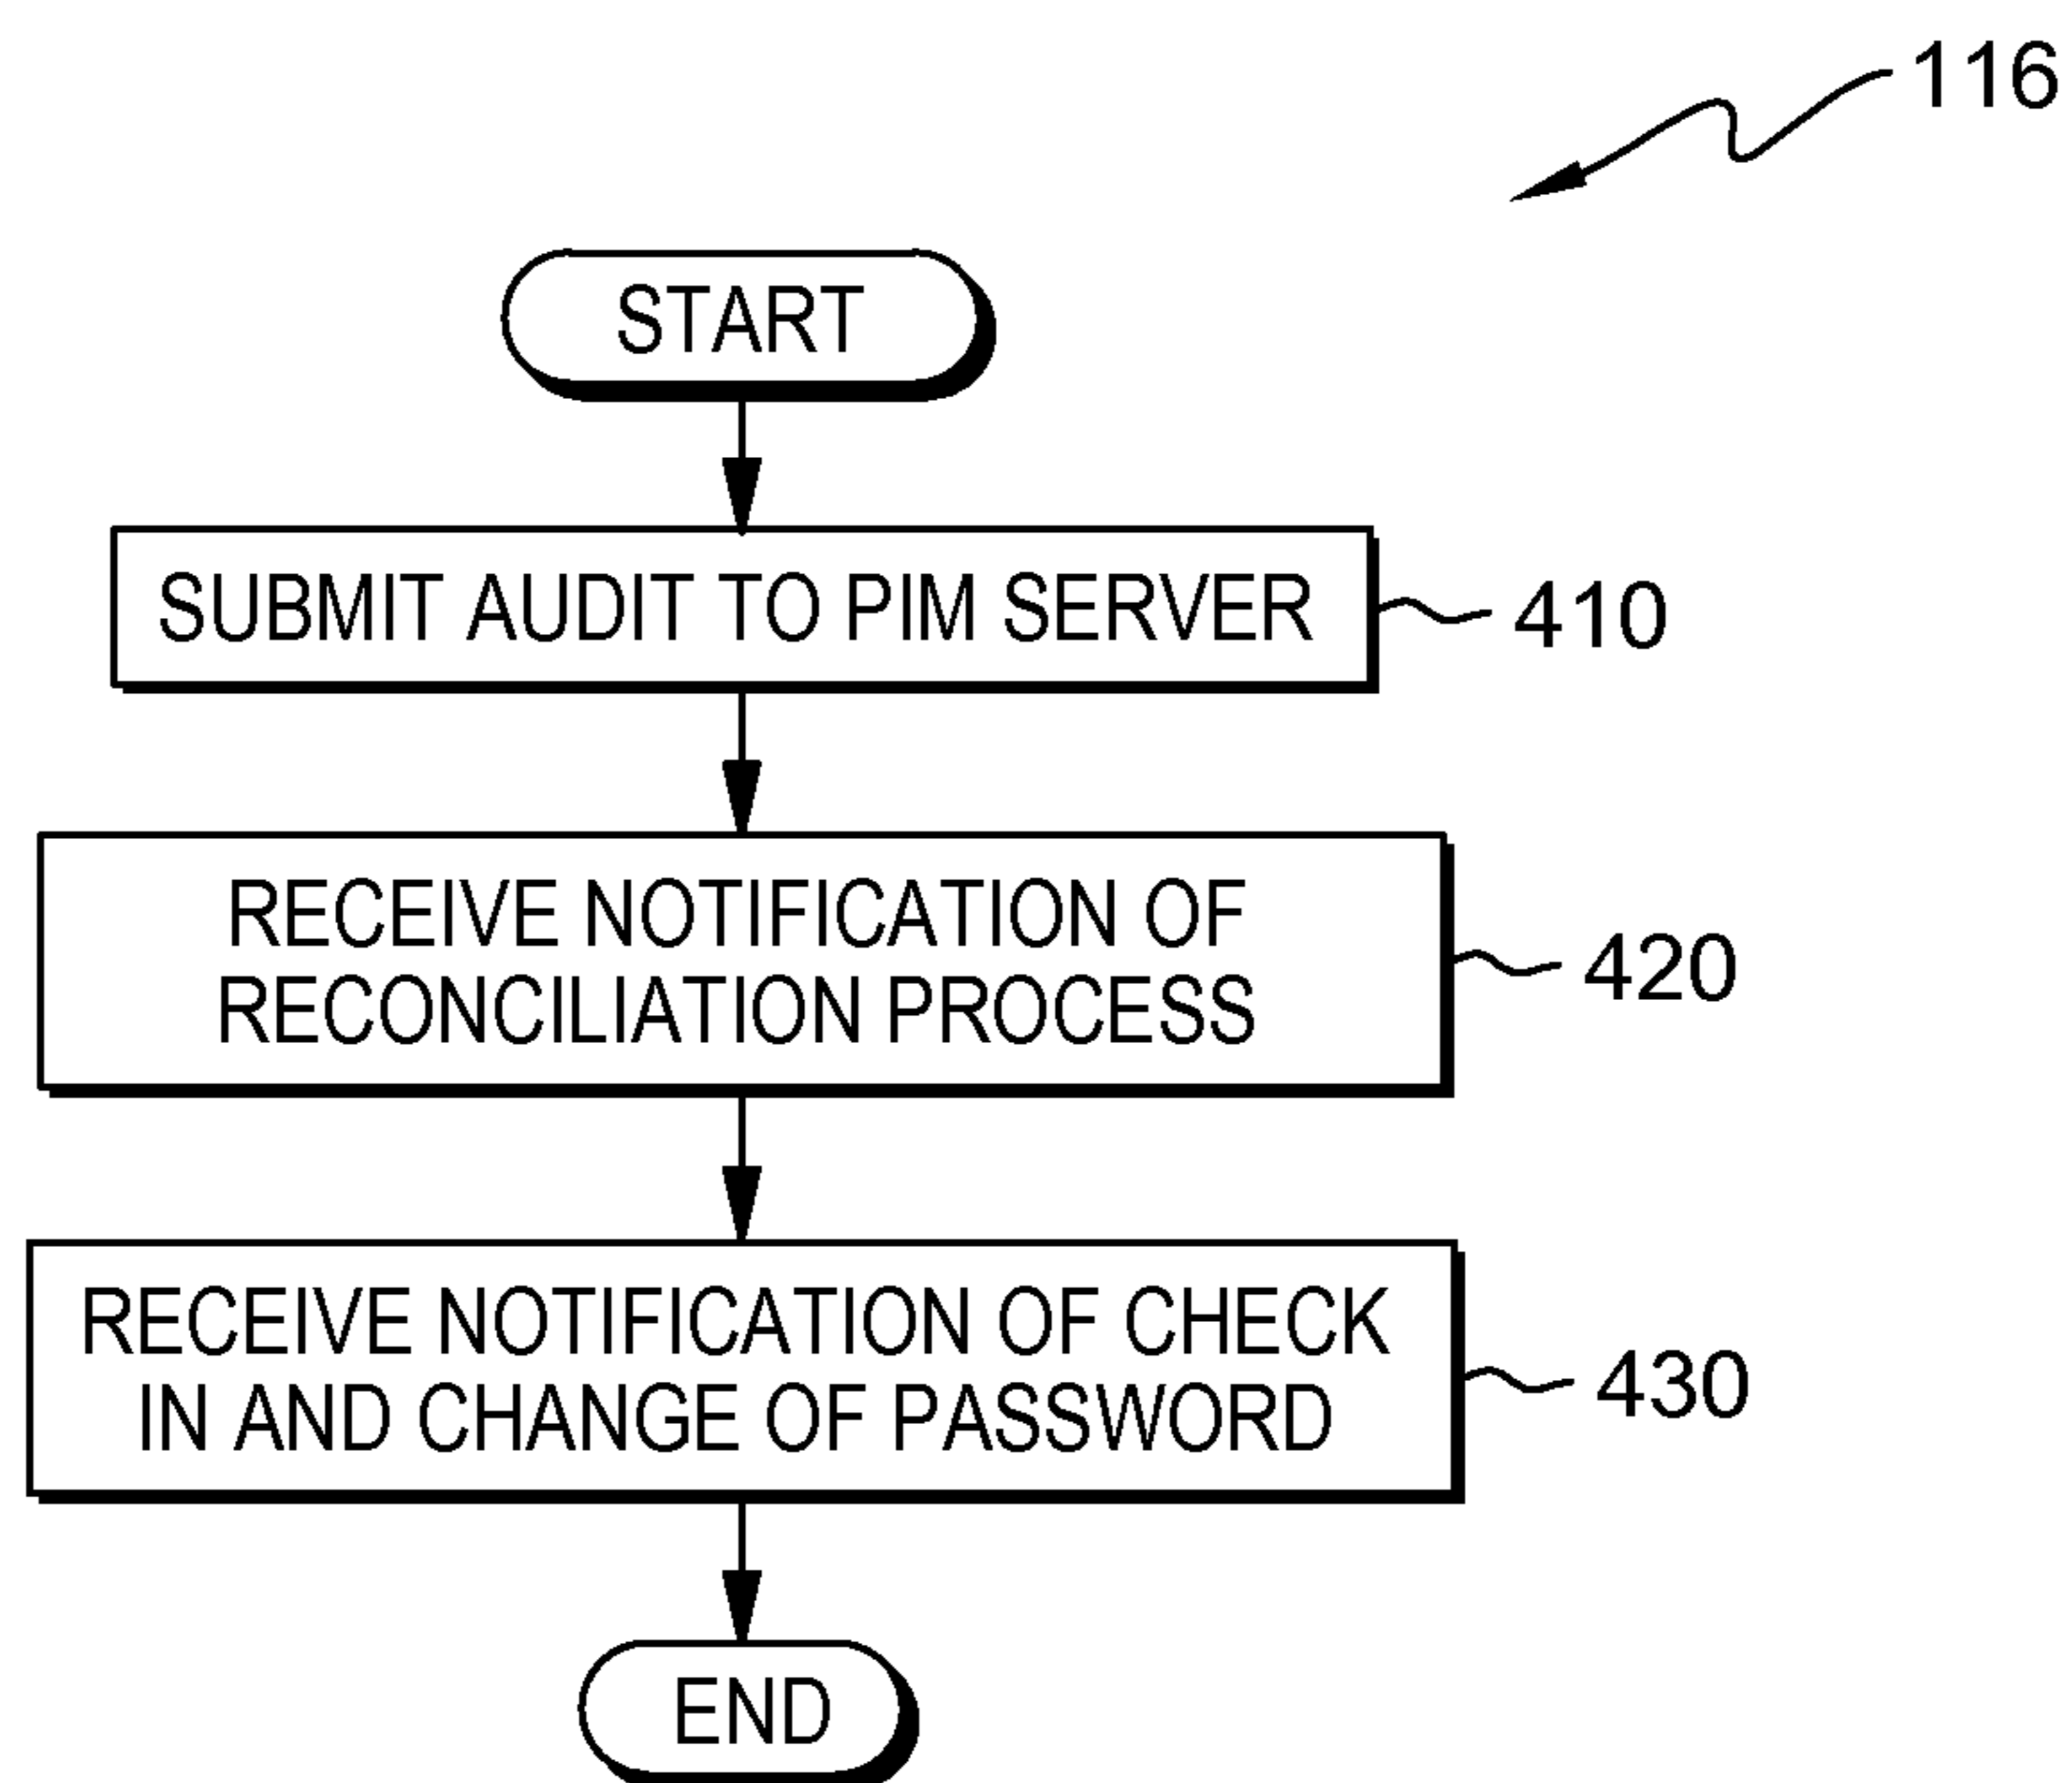 116
START
SUBMIT AUDIT TO PIM SERVER
410
RECEIVE NOTIFICATION OF
RECONCILIATION PROCESS
420
RECEIVE NOTIFICATION OF CHECK
IN AND CHANGE OF PASSWORD
430
END